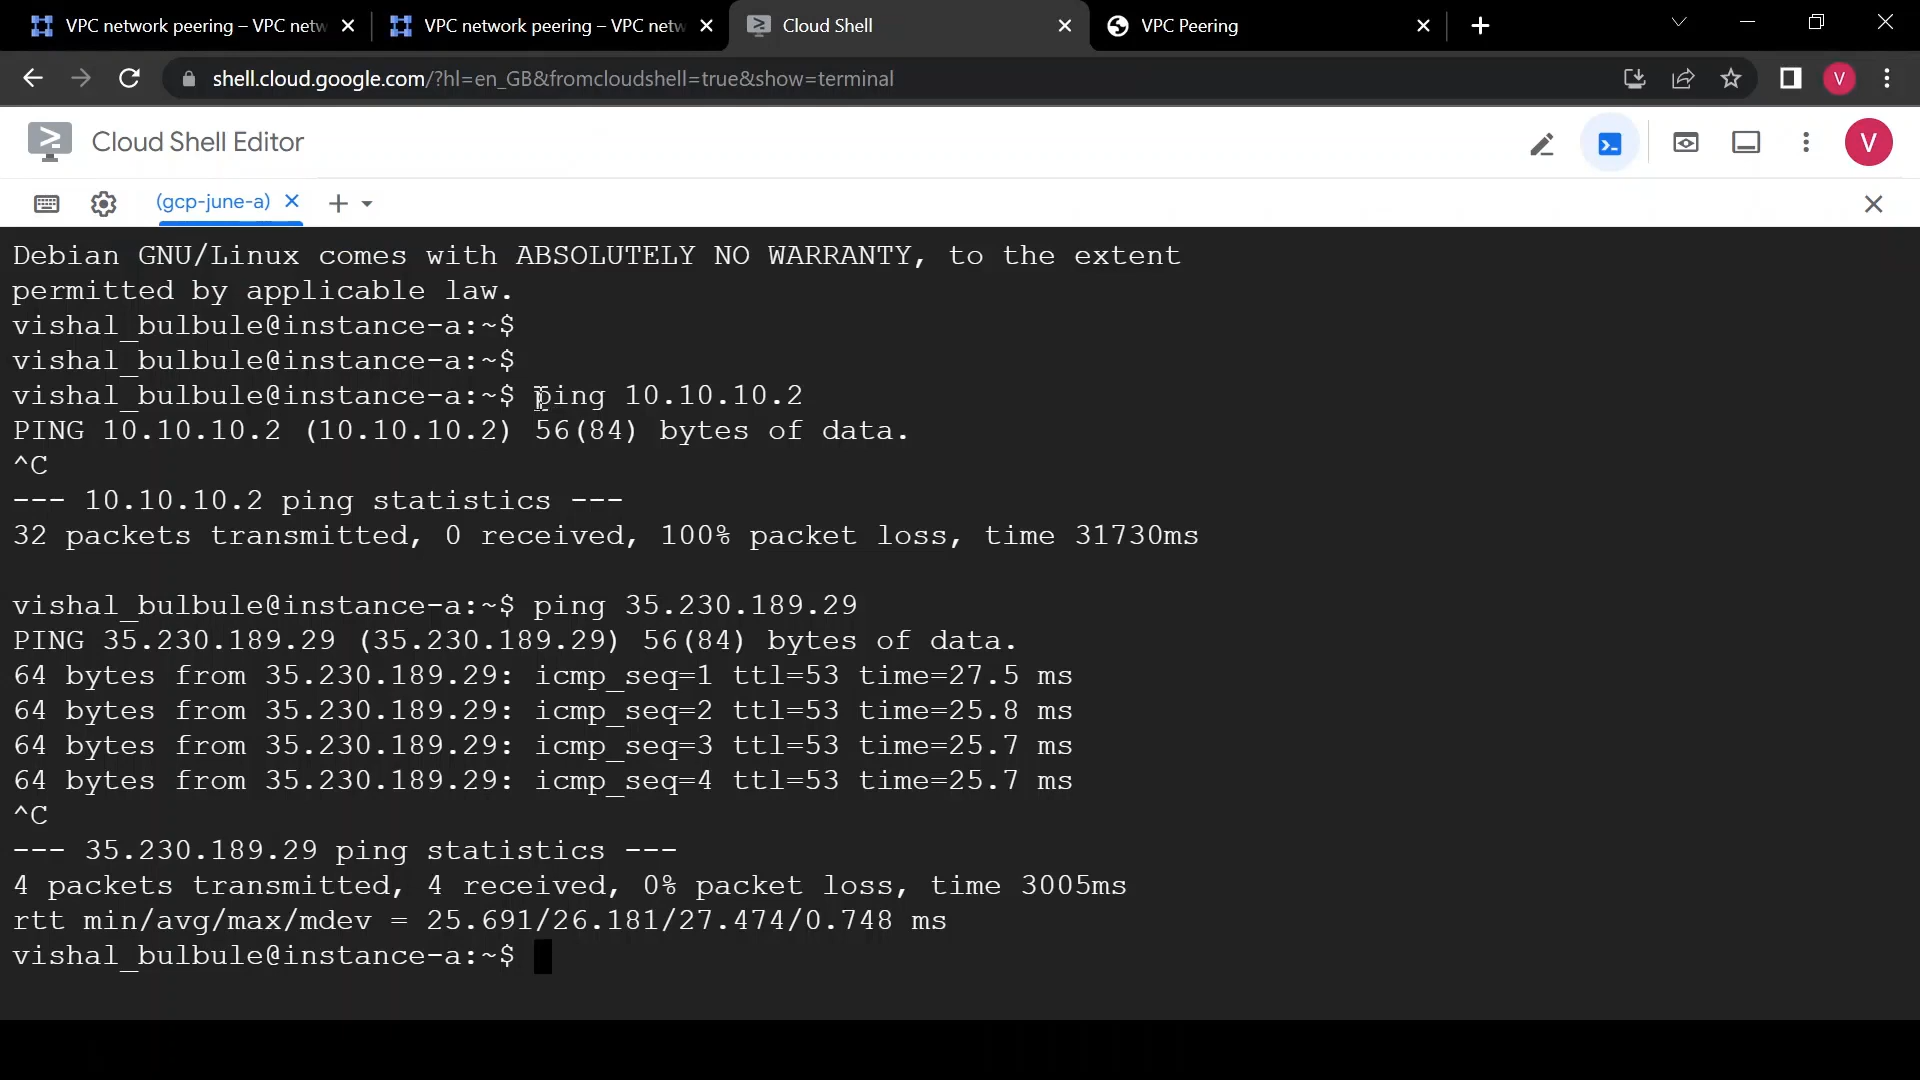 VPC network peering – VPC netw
VPC network peering – VPC netw
Cloud Shell
VPC Peering
shell.cloud.google.com/?hl=en_GB&fromcloudshell=true&show=terminal
V
Cloud Shell Editor
V
(gcp-june-a)
Debian GNU/Linux comes with ABSOLUTELY NO WARRANTY, to the extent
permitted by applicable law.
vishal_bulbule@instance-a:~$
vishal_bulbule@instance-a:~$
vishal_bulbule@instance-a:~$ ping 10.10.10.2
PING 10.10.10.2 (10.10.10.2) 56(84) bytes of data.
^C
--- 10.10.10.2 ping statistics ---
32 packets transmitted, 0 received, 100% packet loss, time 31730ms
vishal_bulbule@instance-a:~$ ping 35.230.189.29
PING 35.230.189.29 (35.230.189.29) 56(84) bytes of data.
64 bytes from 35.230.189.29: icmp_seq=1 ttl=53 time=27.5 ms
64 bytes from 35.230.189.29: icmp_seq=2 ttl=53 time=25.8 ms
64 bytes from 35.230.189.29: icmp_seq=3 ttl=53 time=25.7 ms
64 bytes from 35.230.189.29: icmp_seq=4 ttl=53 time=25.7 ms
^C
--- 35.230.189.29 ping statistics ---
4 packets transmitted, 4 received, 0% packet loss, time 3005ms
rtt min/avg/max/mdev = 25.691/26.181/27.474/0.748 ms
vishal_bulbule@instance-a:~$